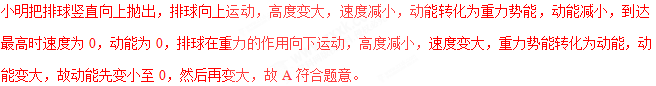 小明把排球竖直向上抛出，排球向上运动，高度变大，速度减小，动能转化为重力势能，动能减小，到达
最高时速度为 0，动能为 0，排球在重力的作用向下运动，高度减小，速度变大，重力势能转化为动能，动
能变大，故动能先变小至 0，然后再变大，故 A 符合题意。